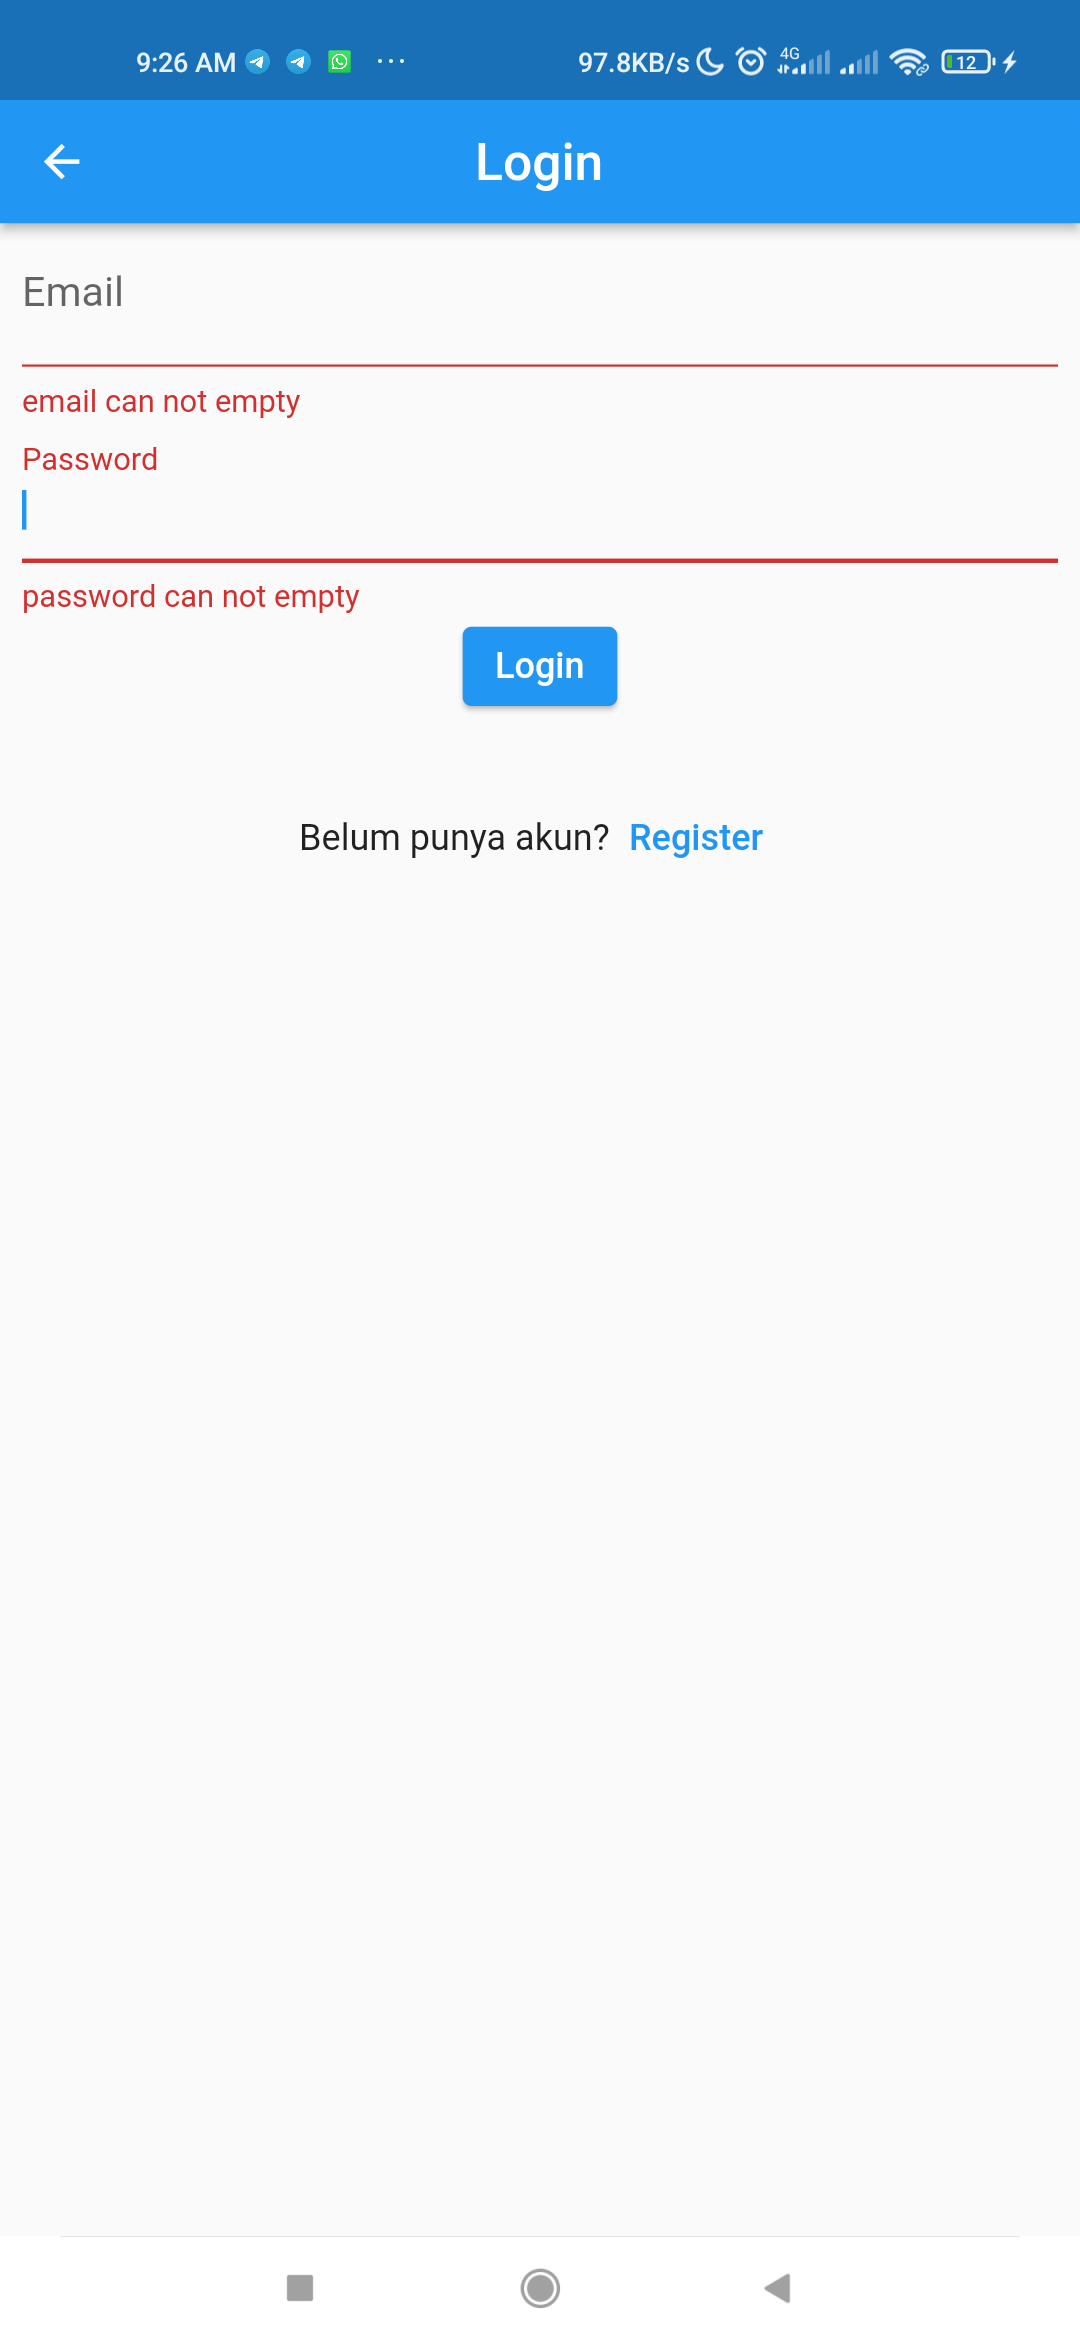 9:26 AM ... 97.8KB/s 4G 12
Login
Email
email can not empty
Password
password can not empty
Login
Belum punya akun? Register